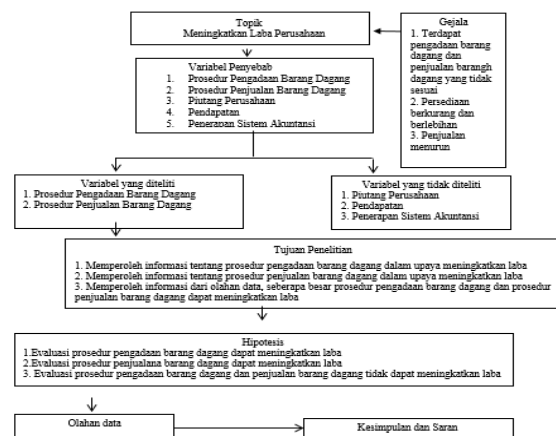 Topik
Meningkatkan Laba Perusahaan
Gejala
1. Terdapat
pengadaan barang
dagang dan
penjualan barangh
dagang yang tidak
sesuai
2. Persediaan
berkurang dan
berlebihan
3. Penjualan
menurun
Variabel Penyebab
1. Prosedur Pengadaan Barang Dagang
2. Prosedur Penjualan Barang Dagang
3. Piutang Perusahaan
4. Pendapatan
5. Penerapan Sistem Akuntansi
Variabel yang diteliti
1. Prosedur Pengadaan Barang Dagang
2. Prosedur Penjualan Barang Dagang
Variabel yang tidak diteliti
1. Piutang Perusahaan
2. Pendapatan
3. Penerapan Sistem Akuntansi
Tujuan Penelitian
1. Memperoleh informasi tentang prosedur pengadaan barang dagang dalam upaya meningkatkan laba
2. Memperoleh informasi tentang prosedur penjualan barang dagang dalam upaya meningkatkan laba
3. Memperoleh informasi dari olahan data, seberapa besar prosedur pengadaan barang dagang dan prosedur
penjualan barang dagang dapat meningkatkan laba
Hipotesis
1.Evaluasi prosedur pengadaan barang dagang dapat meningkatkan laba
2.Evaluasi prosedur penjualana barang dagang dapat meningkatkan laba
3. Evaluasi prosedur pengadaan barang dagang dan penjualan barang dagang tidak dapat meningkatkan laba
Olahan data
Kesimpulan dan Saran